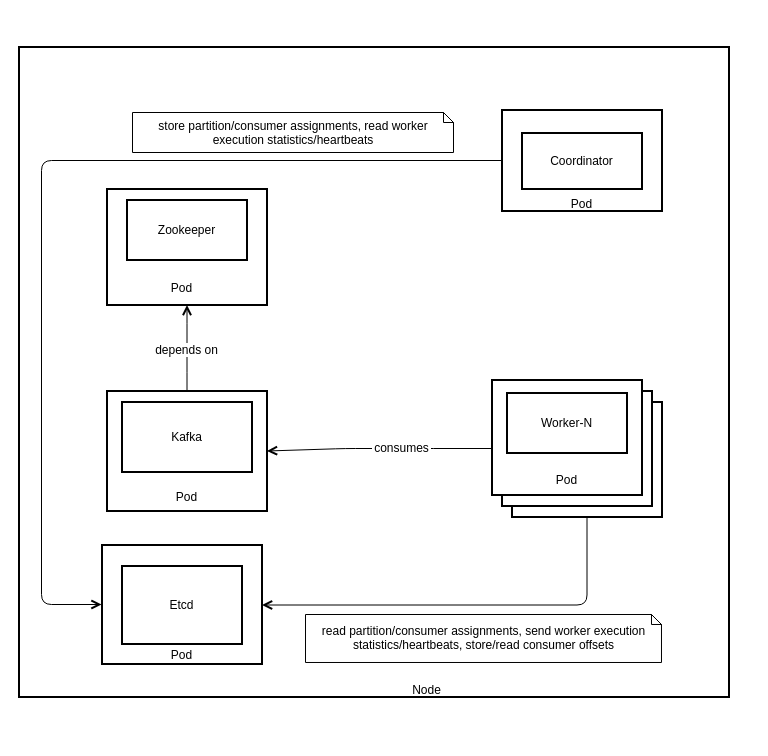 store partition/consumer assignments, read worker
execution statistics/heartbeats
Coordinator
Pod
Zookeeper
Pod
depends on
Kafka
Pod
consumes
Worker-N
Pod
Etcd
Pod
read partition/consumer assignments, send worker execution
statistics/heartbeats, store/read consumer offsets
Node